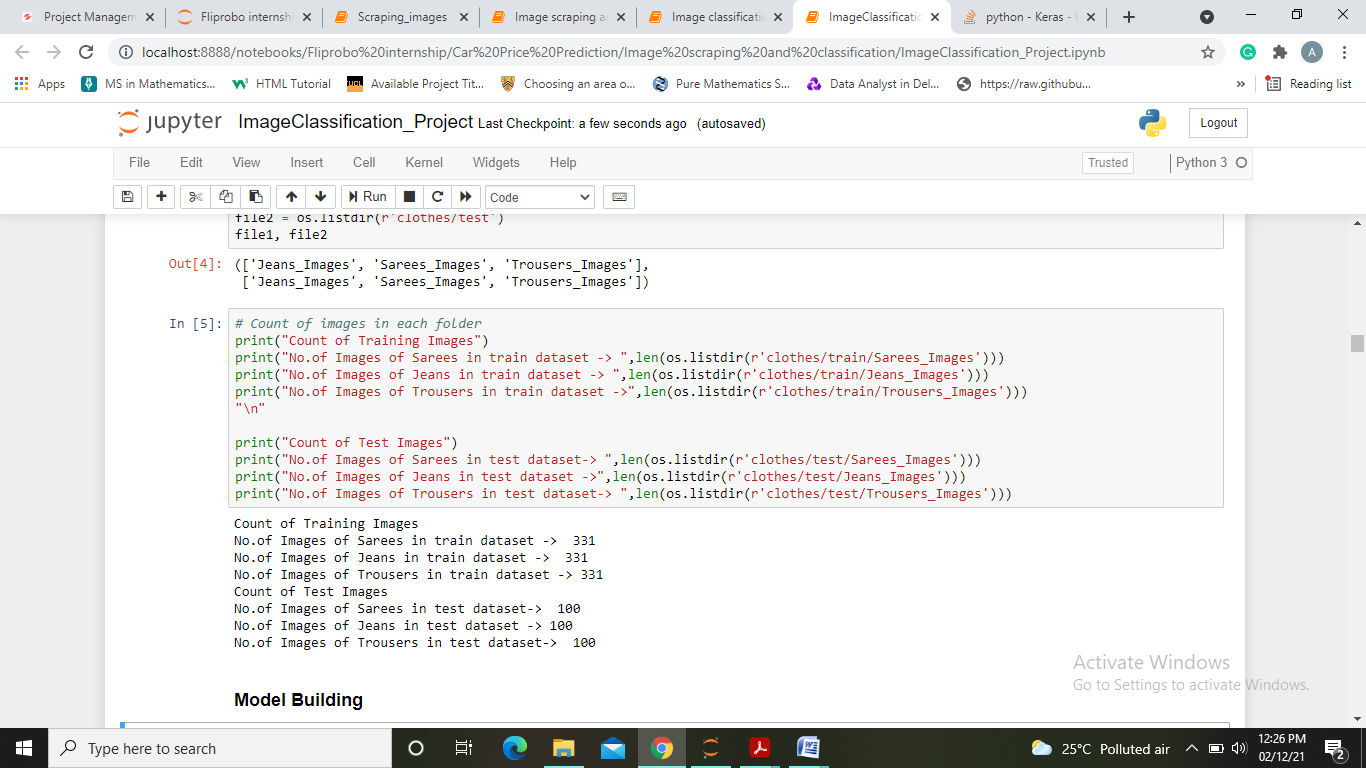 Project Managem
Fliprobo internshi
Scraping_images
Image scraping a
Image classificatio
ImageClassificatio
python - Keras -
localhost:8888/notebooks/Fliprobo%20internship/Car%20Price%20Prediction/Image%20scraping%20and%20classification/ImageClassification_Project.ipynb
G
A
Apps
MS in Mathematics...
HTML Tutorial
Available Project Tit...
Choosing an area o...
Pure Mathematics S...
Data Analyst in Del...
https://raw.githubu...
»
Reading list
jupyter ImageClassification_Project Last Checkpoint: a few seconds ago (autosaved)
Logout
File Edit View Insert Cell Kernel Widgets Help
Trusted
Python 3
Run
Code
file2 = os.listdir(r'clothes/test')
file1, file2
Out[4]: (['Jeans_Images', 'Sarees_Images', 'Trousers_Images'],
['Jeans_Images', 'Sarees_Images', 'Trousers_Images'])
In [5]: # Count of images in each folder
print("Count of Training Images")
print("No.of Images of Sarees in train dataset -> ",len(os.listdir(r'clothes/train/Sarees_Images')))
print("No.of Images of Jeans in train dataset -> ",len(os.listdir(r'clothes/train/Jeans_Images')))
print("No.of Images of Trousers in train dataset ->",len(os.listdir(r'clothes/train/Trousers_Images')))
"\n"
print("Count of Test Images")
print("No.of Images of Sarees in test dataset-> ",len(os.listdir(r'clothes/test/Sarees_Images')))
print("No.of Images of Jeans in test dataset ->",len(os.listdir(r'clothes/test/Jeans_Images')))
print("No.of Images of Trousers in test dataset-> ",len(os.listdir(r'clothes/test/Trousers_Images')))
Count of Training Images
No.of Images of Sarees in train dataset ->  331
No.of Images of Jeans in train dataset ->  331
No.of Images of Trousers in train dataset -> 331
Count of Test Images
No.of Images of Sarees in test dataset->  100
No.of Images of Jeans in test dataset -> 100
No.of Images of Trousers in test dataset->  100
Model Building
Activate Windows
Go to Settings to activate Windows.
Type here to search
25°C Polluted air
12:26 PM
02/12/21
2